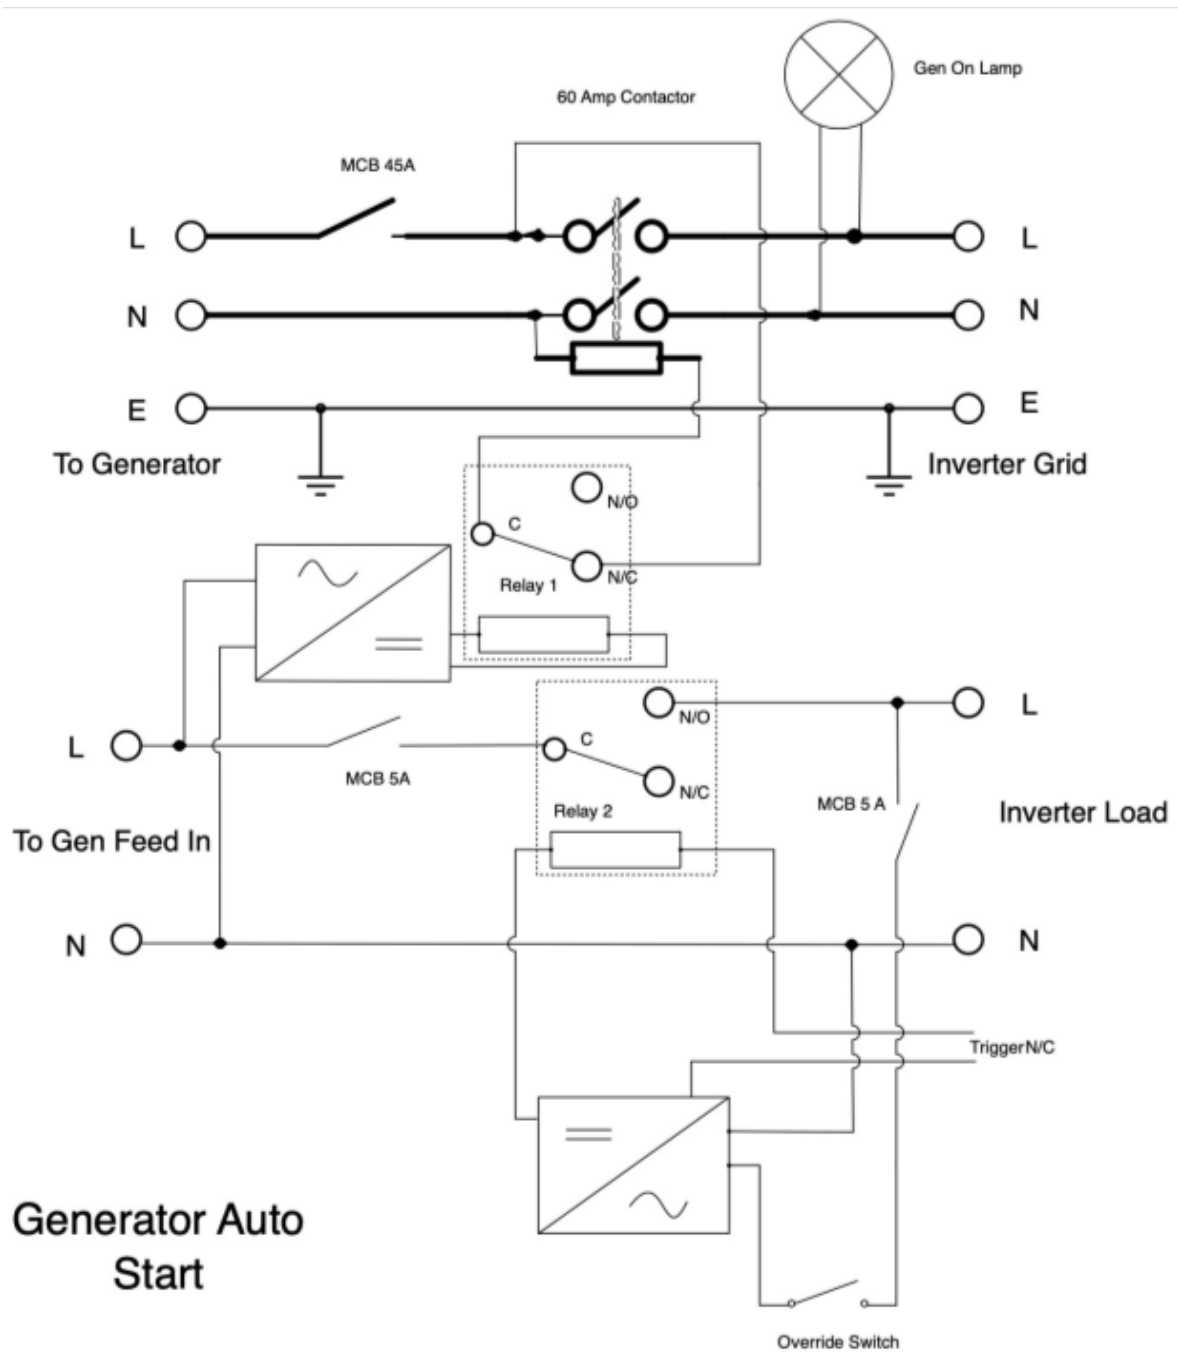 Gen On Lamp
60 Amp Contactor
MCB 45A
L
L
N
N
E
E
To Generator
Inverter Grid
N/O
C
N/C
Relay 1
N/O
L
L
C
MCB 5A
N/C
MCB 5 A
Relay 2
Inverter Load
To Gen Feed In
N
N
TriggerN/C
Generator Auto
Start
Override Switch